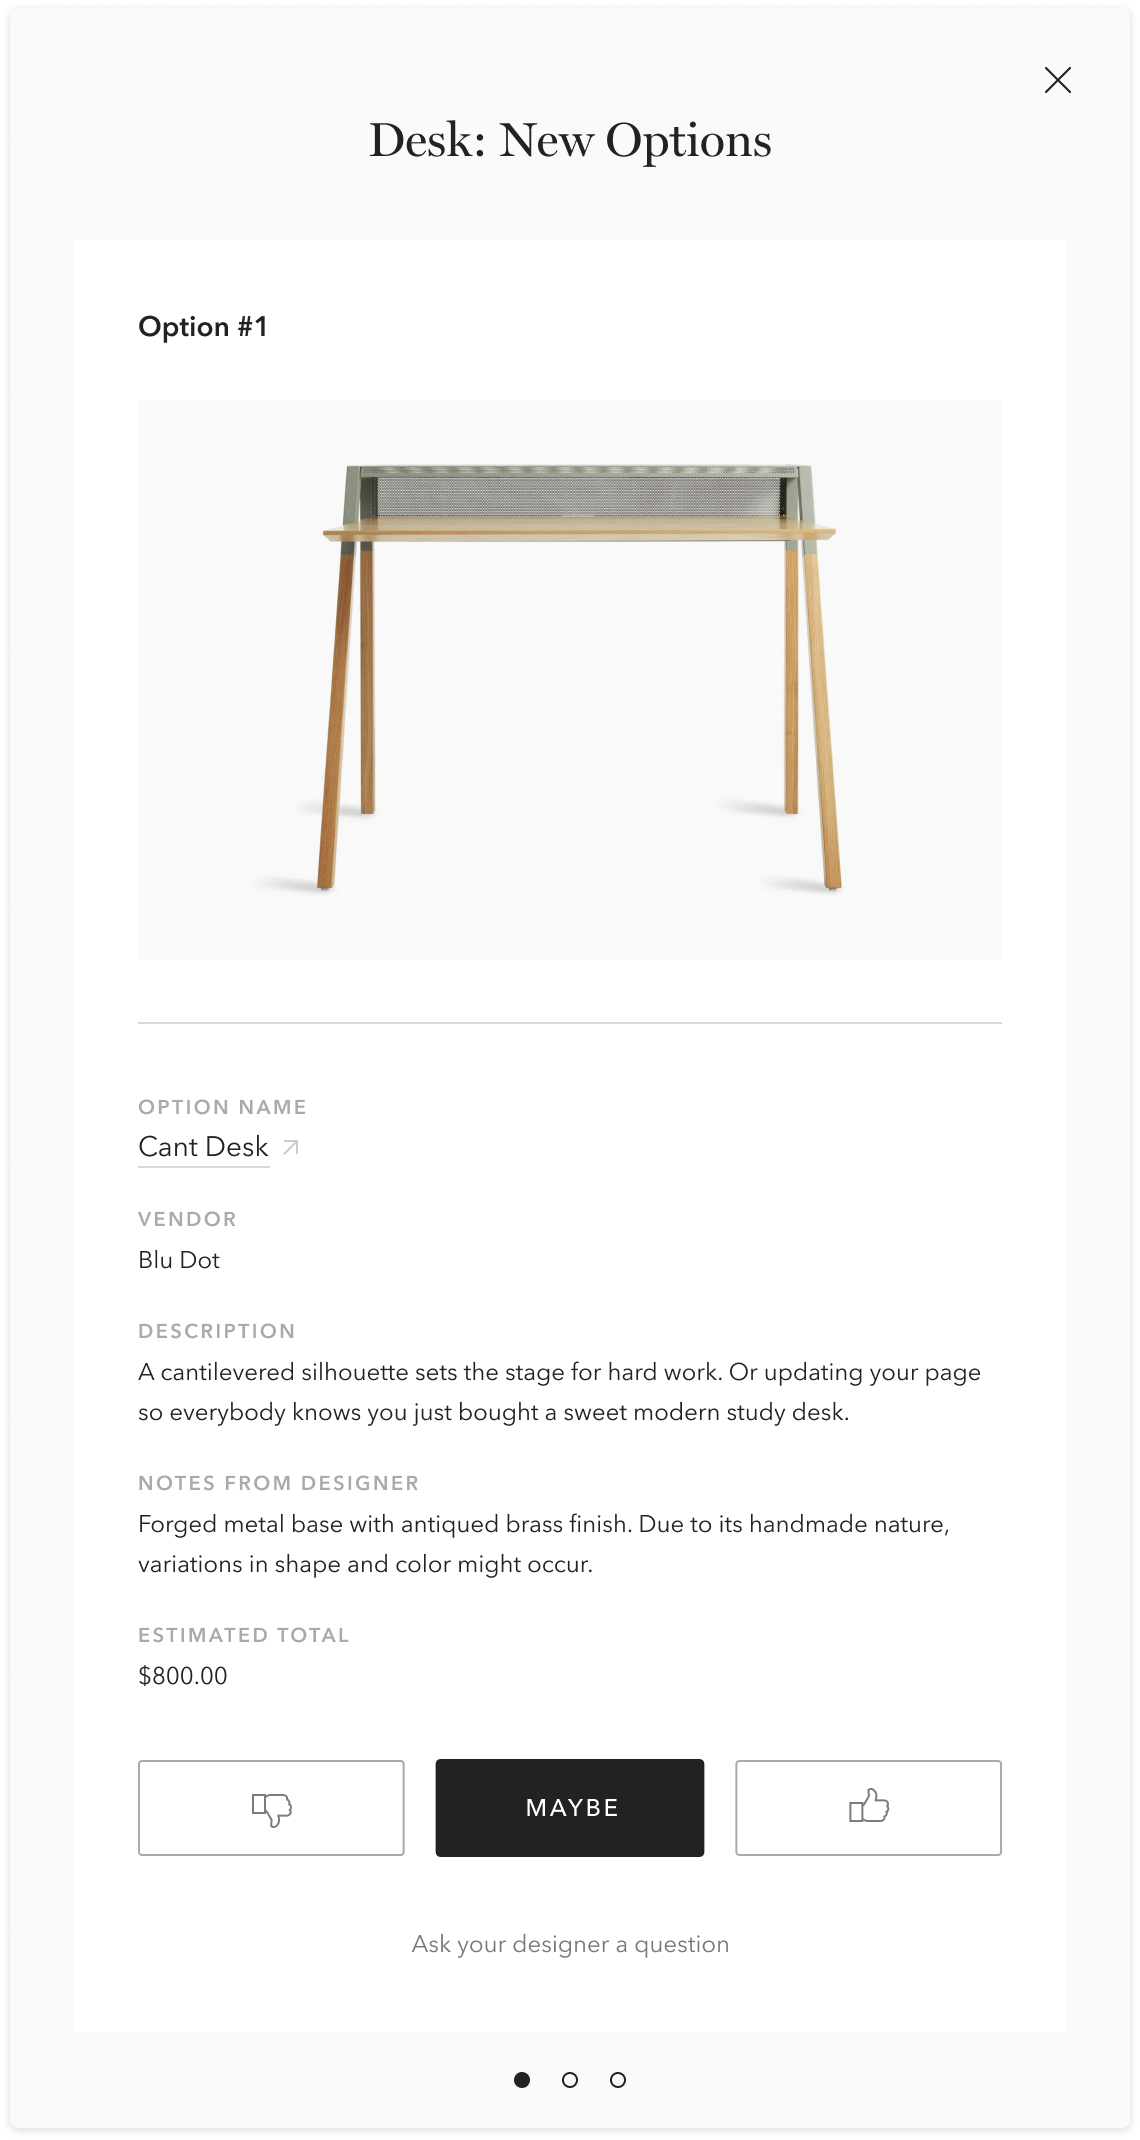 Desk: New Options
Option #1
OPTION NAME
Cant Desk
VENDOR
Blu Dot
DESCRIPTION
A cantilevered silhouette sets the stage for hard work. Or updating your page
so everybody knows you just bought a sweet modern study desk.
NOTES FROM DESIGNER
Forged metal base with antiqued brass finish. Due to its handmade nature,
variations in shape and color might occur.
ESTIMATED TOTAL
$800.00
MAYBE
Ask your designer a question